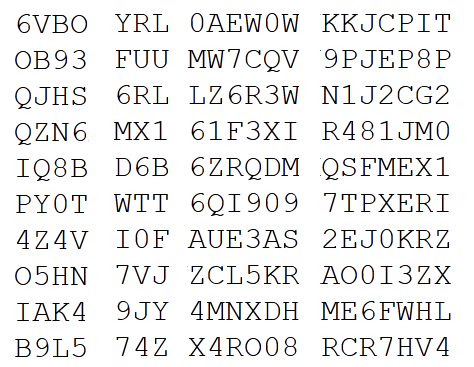 6VBO YRL 0AEW0W KKJCPIT
OB93 FUU MW7CQV 9PJEP8P
QJHS 6RL LZ6R3W N1J2CG2
QZN6 MX1 61F3XI R481JM0
IQ8B D6B 6ZRQDM QSFMEX1
PY0T WTT 6QI909 7TPXERI
4Z4V I0F AUE3AS 2EJ0KRZ
O5HN 7VJ ZCL5KR AO0I3ZX
IAK4 9JY 4MNXDH ME6FWHL
B9L5 74Z X4RO08 RCR7HV4